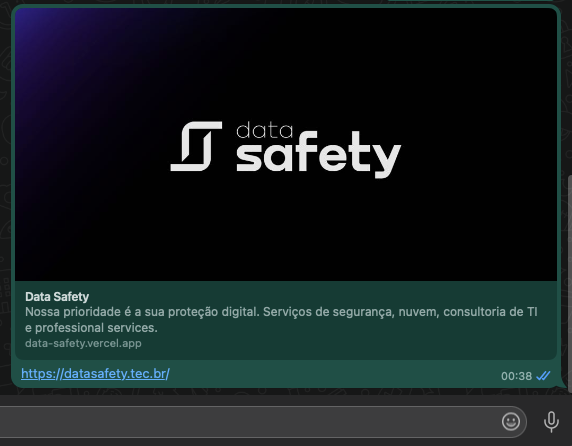 data
safety
Data Safety
Nossa prioridade é a sua proteção digital. Serviços de segurança, nuvem, consultoria de TI
e professional services.
data-safety.vercel.app
https://datasafety.tec.br/
00:38